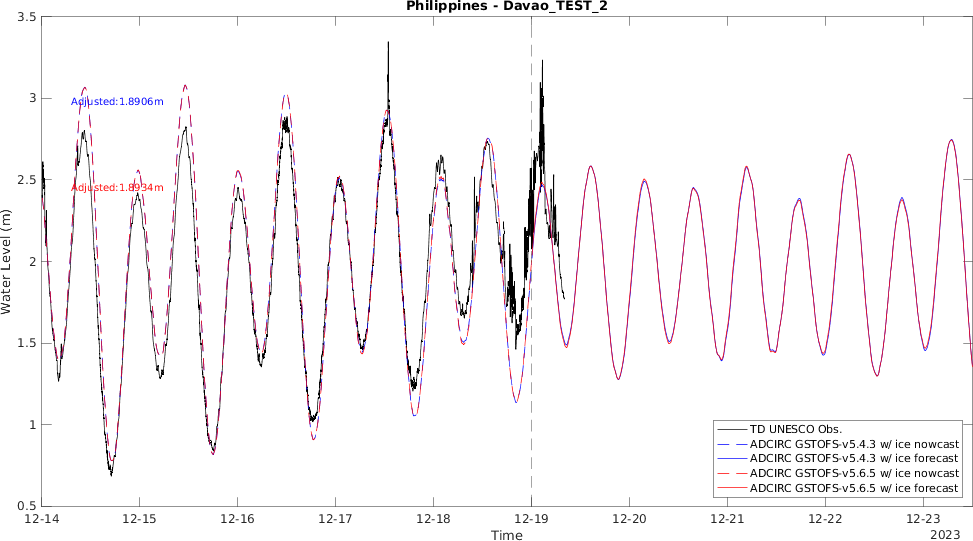 Philippines - Davao_TEST_2
3.5
3
2.5
2
1.5
1
0.5
Water Level (m)
Adjusted:1.8906m
Adjusted:1.8934m
TD UNESCO Obs.
ADCIRC GSTOFS-v5.4.3 w/ ice nowcast
ADCIRC GSTOFS-v5.4.3 w/ ice forecast
ADCIRC GSTOFS-v5.6.5 w/ ice nowcast
ADCIRC GSTOFS-v5.6.5 w/ ice forecast
12-14 12-15 12-16 12-17 12-18 12-19 12-20 12-21 12-22 12-23
Time
2023